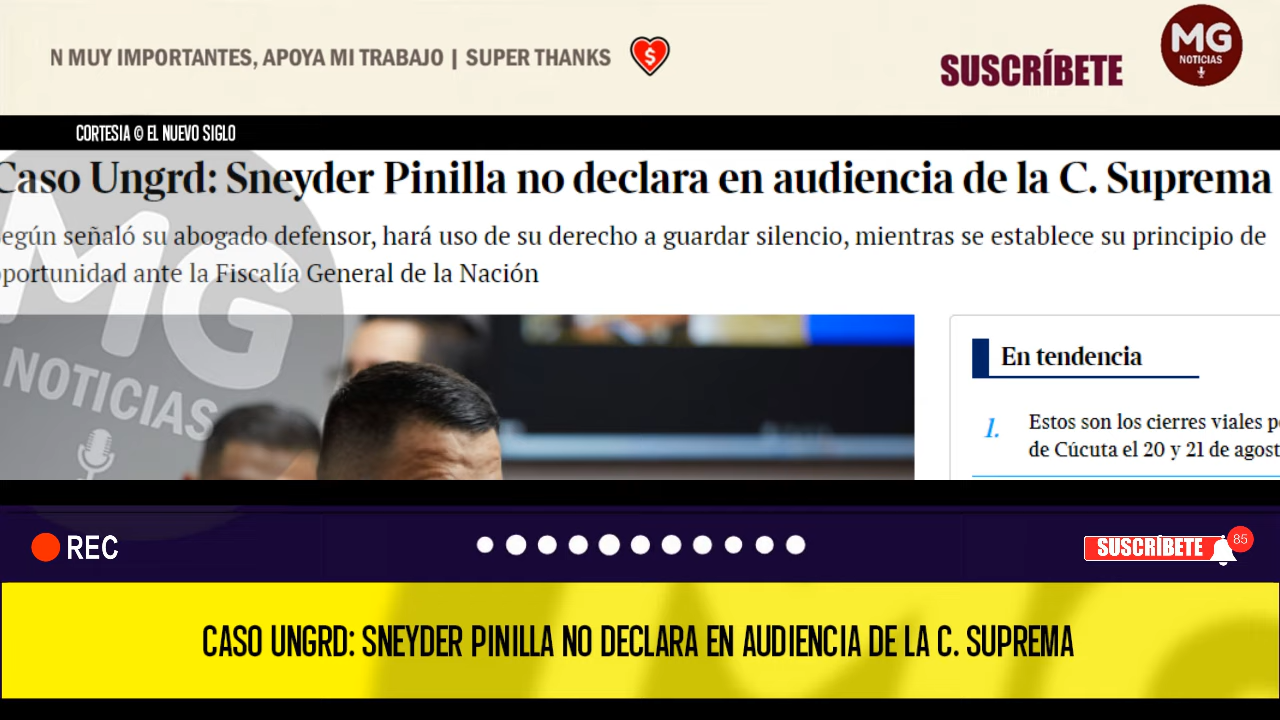 N MUY IMPORTANTES, APOYA MI TRABAJO | SUPER THANKS
$
SUSCRÍBETE
MG
NOTICIAS
CORTESIA © EL NUEVO SIGLO
Caso Ungrd: Sneyder Pinilla no declara en audiencia de la C. Suprema
egún señaló su abogado defensor, hará uso de su derecho a guardar silencio, mientras se establece su principio de
oportunidad ante la Fiscalía General de la Nación
MG
NOTICIAS
En tendencia
1. Estos son los cierres viales p
de Cúcuta el 20 y 21 de agost
REC
SUSCRÍBETE
85
CASO UNGRD: SNEYDER PINILLA NO DECLARA EN AUDIENCIA DE LA C. SUPREMA